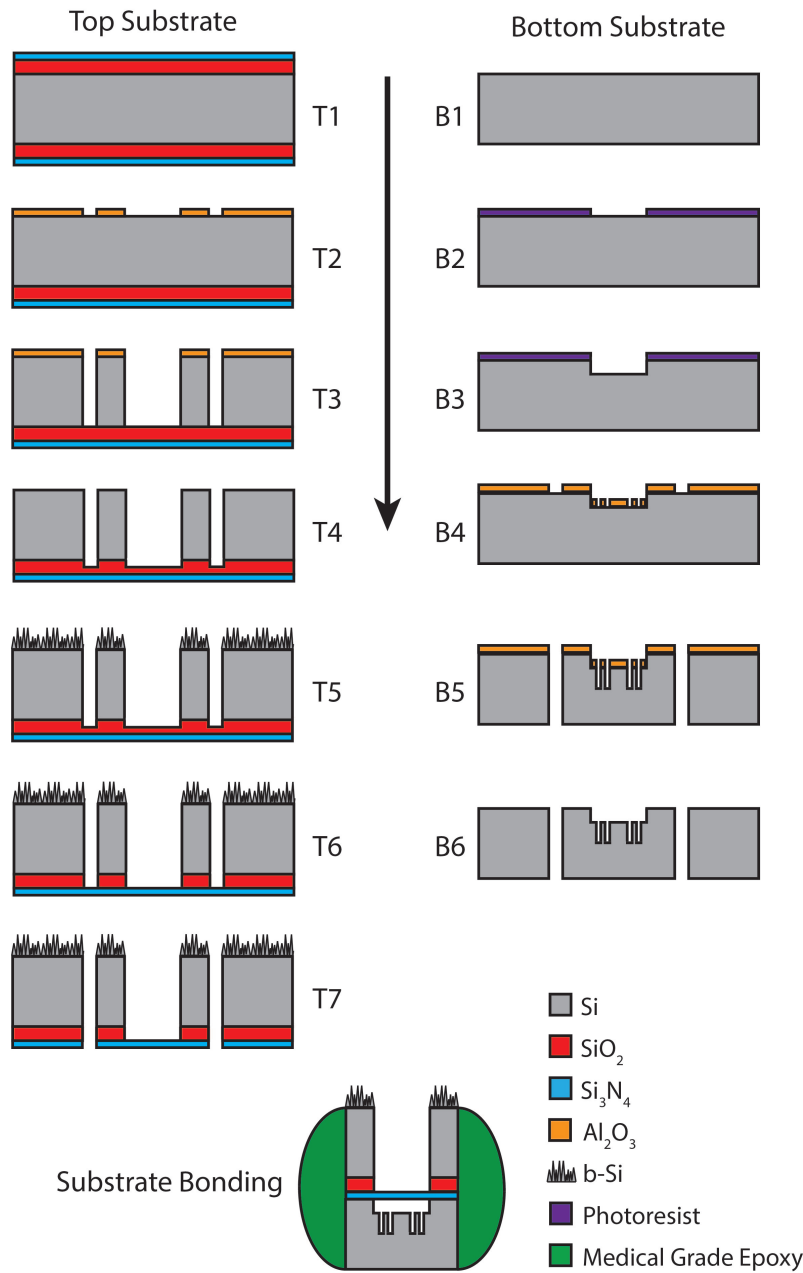 Top Substrate
Bottom Substrate
T1
B1
T2
B2
T3
B3
T4
B4
T5
B5
T6
B6
T7
Si
SiO2
Si3N4
Al2O3
b-Si
Photoresist
Medical Grade Epoxy
Substrate Bonding